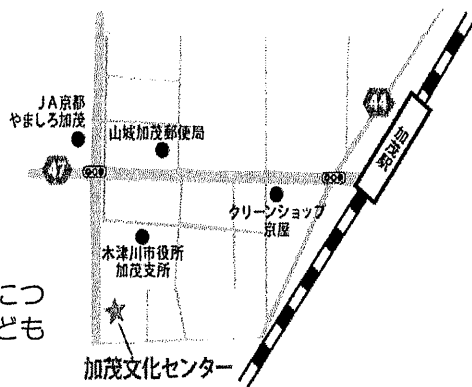 44
JA京都
やましろ加茂
山城加茂郵便局
加茂駅
47
クリーンショップ
京屋
木津川市役所
加茂支所
につ
ども
加茂文化センター